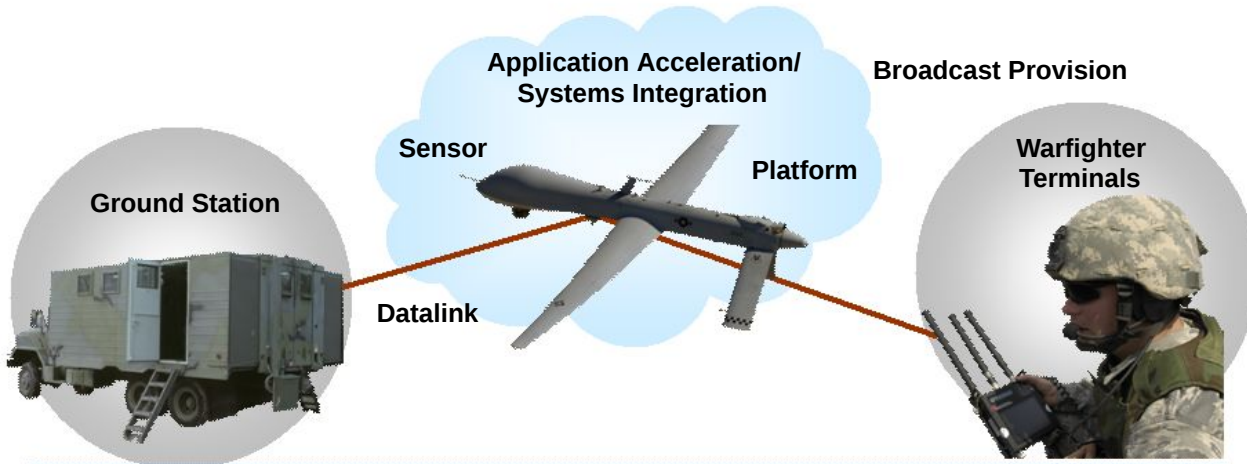 Application Acceleration/
Systems Integration
Broadcast Provision
Sensor
Platform
Warfighter
Terminals
Ground Station
Datalink